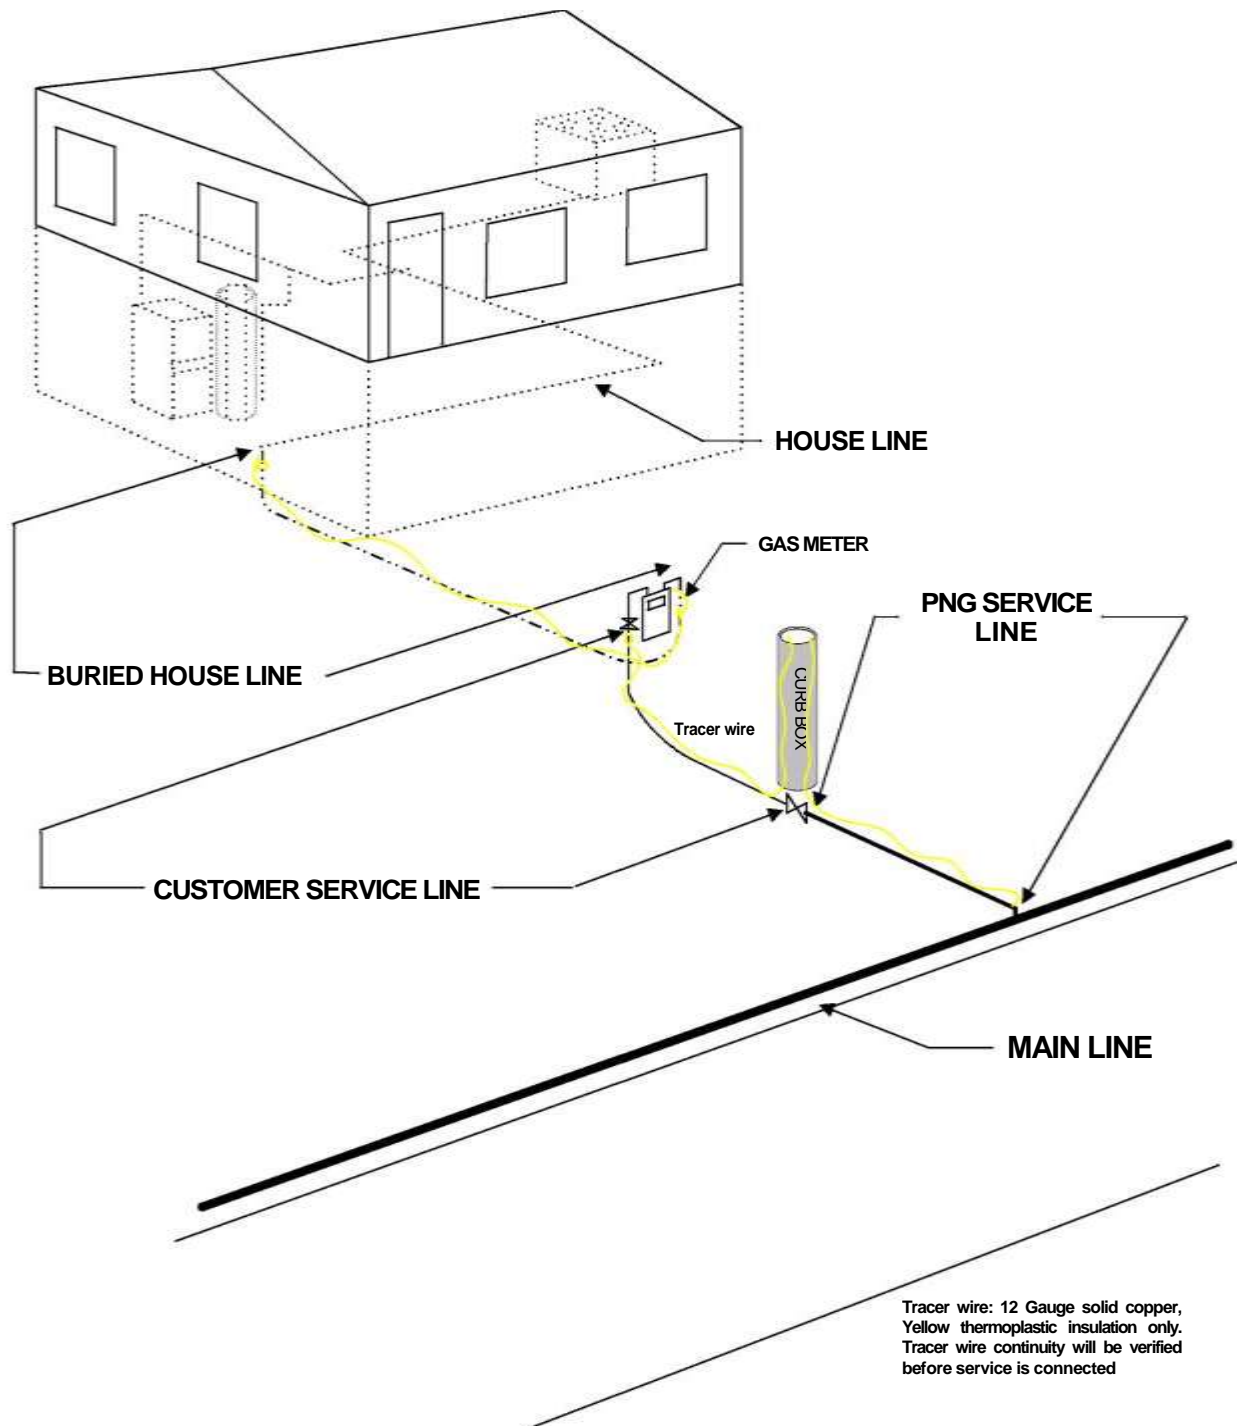 HOUSE LINE
GAS METER
PNG SERVICE
LINE
BURIED HOUSE LINE
CURB BOX
Tracer wire
CUSTOMER SERVICE LINE
MAIN LINE
Tracer wire: 12 Gauge solid copper,
Yellow thermoplastic insulation only.
Tracer wire continuity will be verified
before service is connected